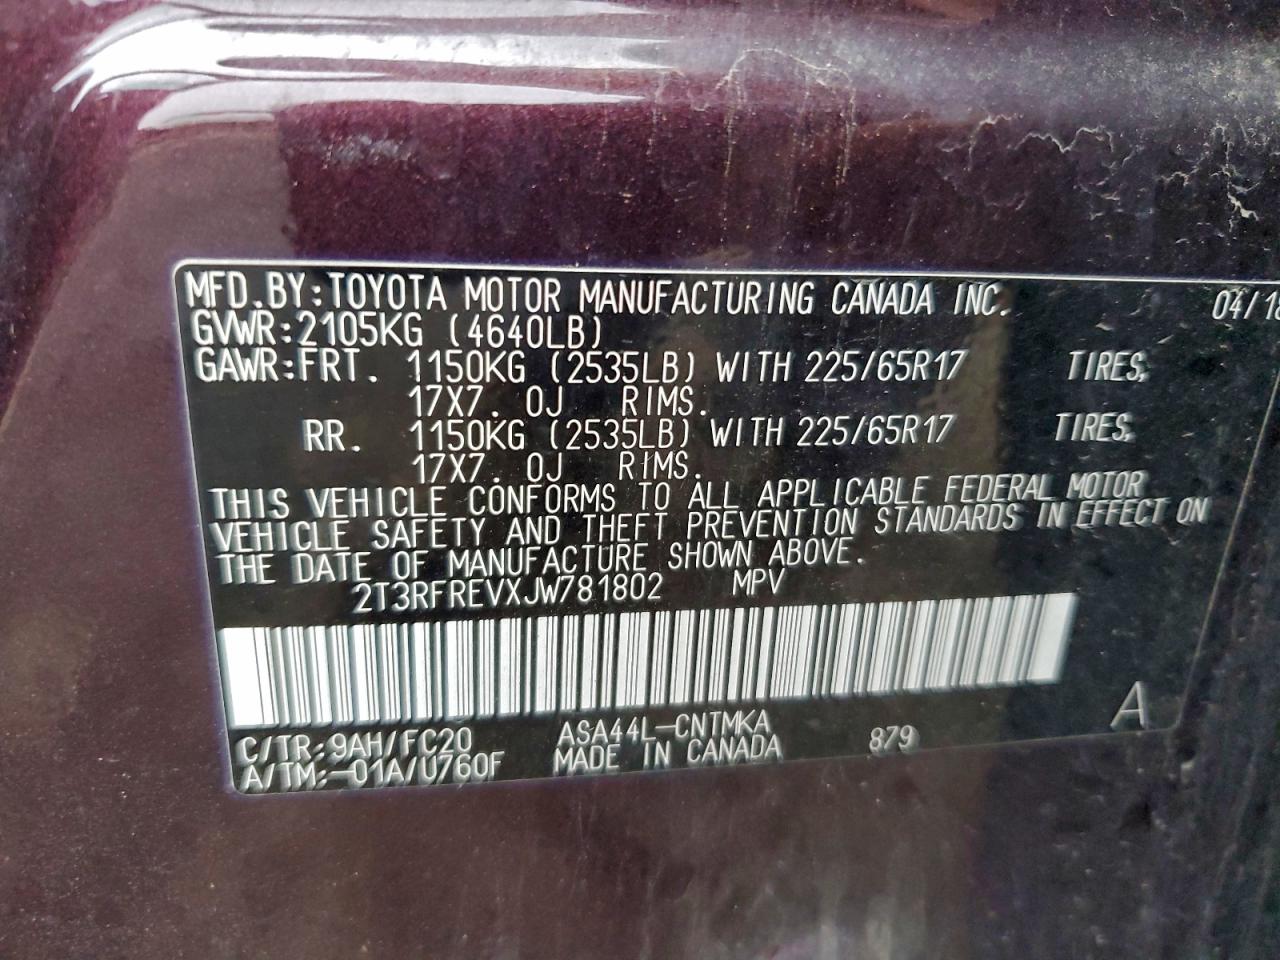 MFD.BY:TOYOTA MOTOR MANUFACTURING CANADA INC. 04/18
GVWR:2105KG (4640LB)
GAWR:FRT. 1150KG (2535LB) WITH 225/65R17 TIRES,
17X7.0J RIMS.
RR. 1150KG (2535LB) WITH 225/65R17 TIRES,
17X7.0J RIMS.
THIS VEHICLE CONFORMS TO ALL APPLICABLE FEDERAL MOTOR
VEHICLE SAFETY AND THEFT PREVENTION STANDARDS IN EFFECT ON
THE DATE OF MANUFACTURE SHOWN ABOVE.
2T3RFREVXJW781802 MPV
A
C/TR:9AH/FC20 ASA44L-CNTMKA 879
A/TM:-01A/U760F MADE IN CANADA